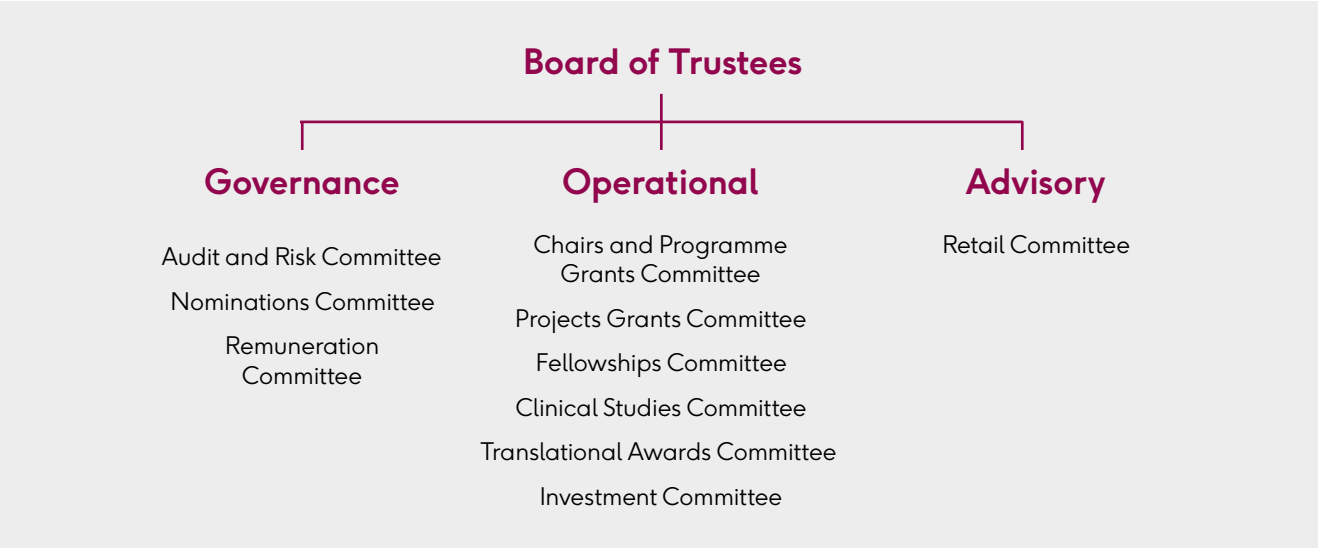 Board of Trustees
Governance
Audit and Risk Committee
Nominations Committee
Remuneration
Committee
Operational
Chairs and Programme
Grants Committee
Projects Grants Committee
Fellowships Committee
Clinical Studies Committee
Translational Awards Committee
Investment Committee
Advisory
Retail Committee